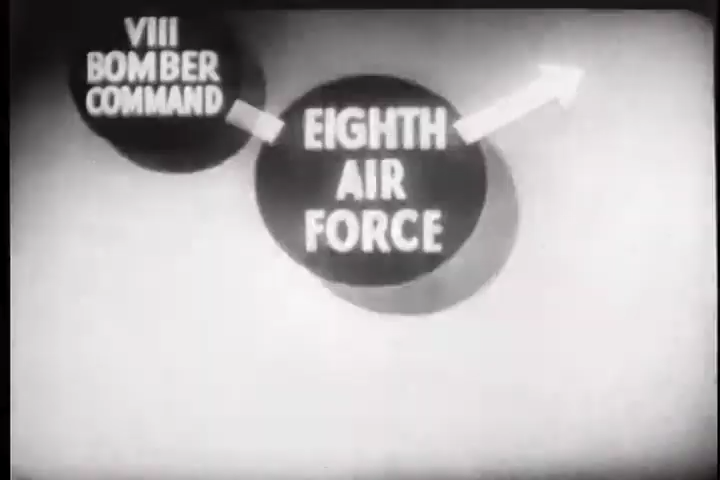 VIII
BOMBER
COMMAND
EIGHTH
AIR
FORCE